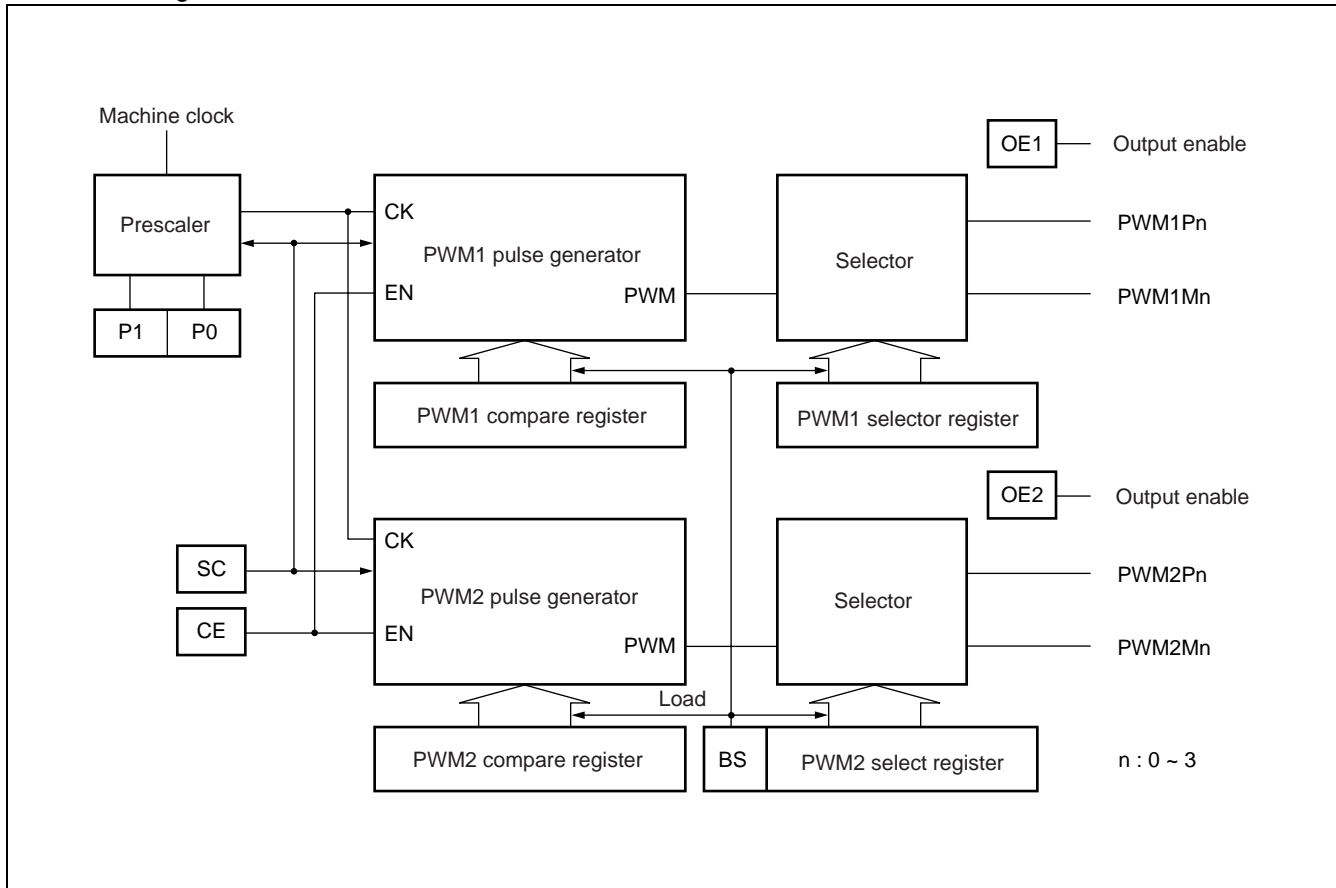 Machine clock
OE1
Output enable
Prescaler
CK
PWM1 pulse generator
Selector
PWM1Pn
EN
PWM
PWM1Mn
P1
P0
PWM1 compare register
PWM1 selector register
OE2
Output enable
CK
SC
PWM2 pulse generator
Selector
PWM2Pn
CE
EN
PWM
PWM2Mn
Load
PWM2 compare register
BS
PWM2 select register
n : 0 ~ 3